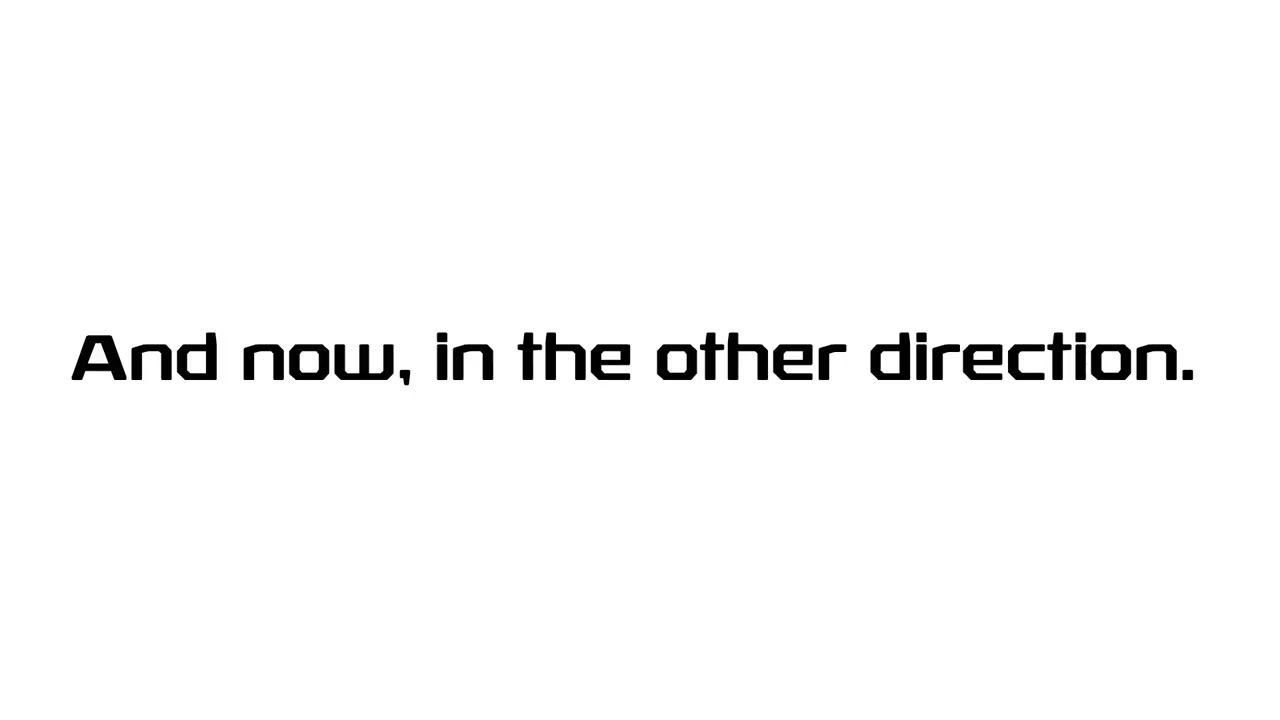 And now, in the other direction.